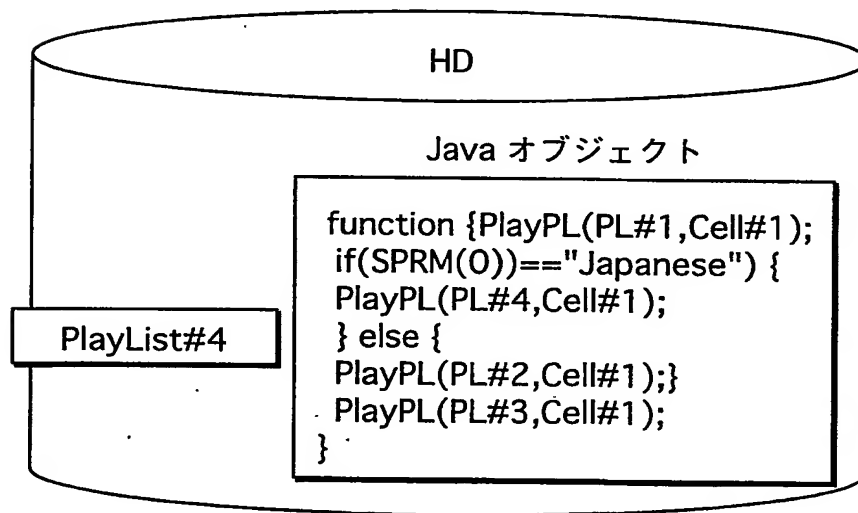 HD
Java オブジェクト
function {PlayPL(PL#1,Cell#1);
if(SPRM(0))=="Japanese") {
PlayPL(PL#4,Cell#1);
} else {
PlayPL(PL#2,Cell#1);}
PlayPL(PL#3,Cell#1);
}
PlayList#4